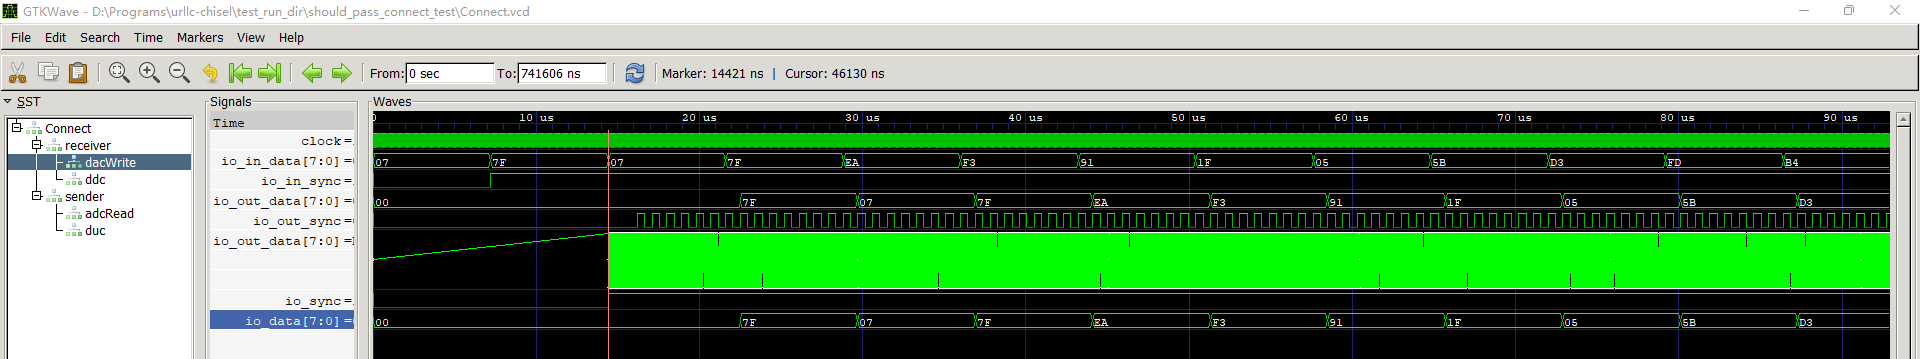 GTKWave - D:\Programs\urllc-chisel\test_run_dir\should_pass_connect_test\Connect.vcd
File Edit Search Time Markers View Help
From: 0 sec To: 741606 ns Marker: 14421 ns | Cursor: 46130 ns
SST
Connect
receiver
dacWrite
ddc
sender
adcRead
duc
Signals
Time
clock=
io_in_data[7:0]=
io_in_sync=
io_out_data[7:0]=
io_out_sync=
io_out_data[7:0]=
io_sync=
io_data[7:0]=
Waves
10 us 20 us 30 us 40 us 50 us 60 us 70 us 80 us 90 us
07 7F 07 7F EA F3 91 1F 05 5B D3 FD B4
00 7F 07 7F EA F3 91 1F 05 5B D3
00 7F 07 7F EA F3 91 1F 05 5B D3